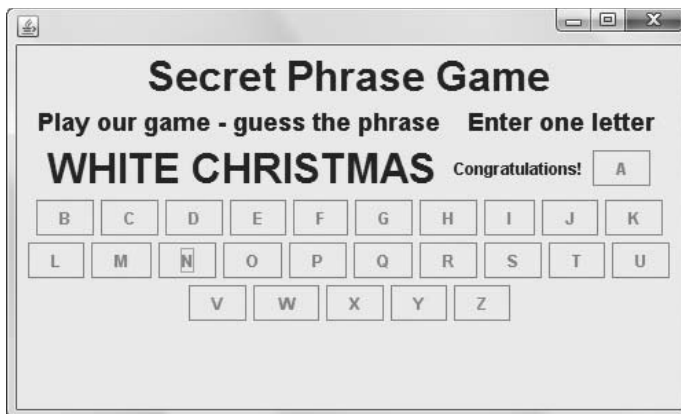 Secret Phrase Game
Play our game - guess the phrase Enter one letter
WHITE CHRISTMAS Congratulations! A
B C D E F G H I J K
L M N O P Q R S T U
V W X Y Z